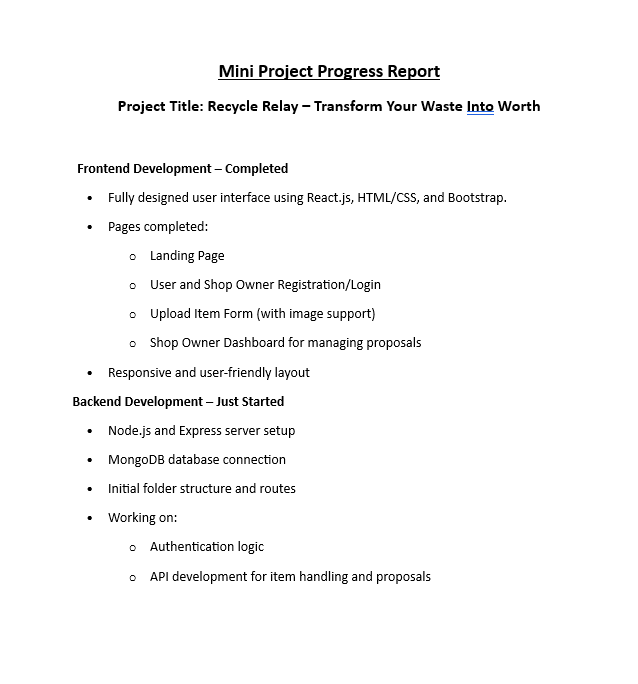 Mini Project Progress Report
Project Title: Recycle Relay – Transform Your Waste Into Worth
Frontend Development – Completed
• Fully designed user interface using React.js, HTML/CSS, and Bootstrap.
• Pages completed:
o Landing Page
o User and Shop Owner Registration/Login
o Upload Item Form (with image support)
o Shop Owner Dashboard for managing proposals
• Responsive and user-friendly layout
Backend Development – Just Started
• Node.js and Express server setup
• MongoDB database connection
• Initial folder structure and routes
• Working on:
o Authentication logic
o API development for item handling and proposals